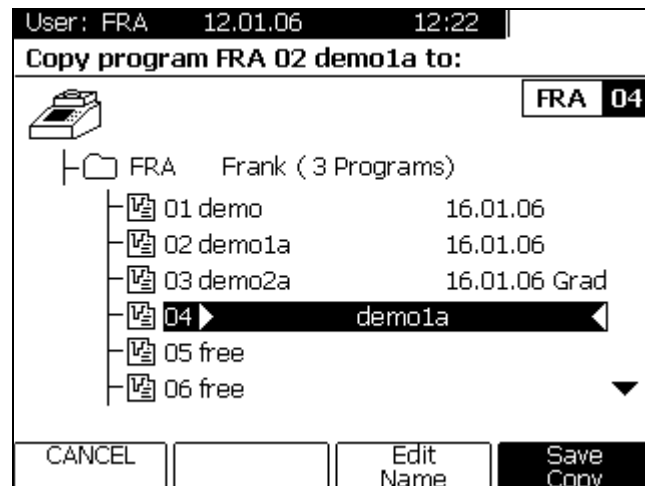 User: FRA 12.01.06 12:22
Copy program FRA 02 demo1a to:
FRA 04
FRA Frank ( 3 Programs)
01 demo 16.01.06
02 demo1a 16.01.06
03 demo2a 16.01.06 Grad
04 demo1a
05 free
06 free
CANCEL Edit Name Save Copy